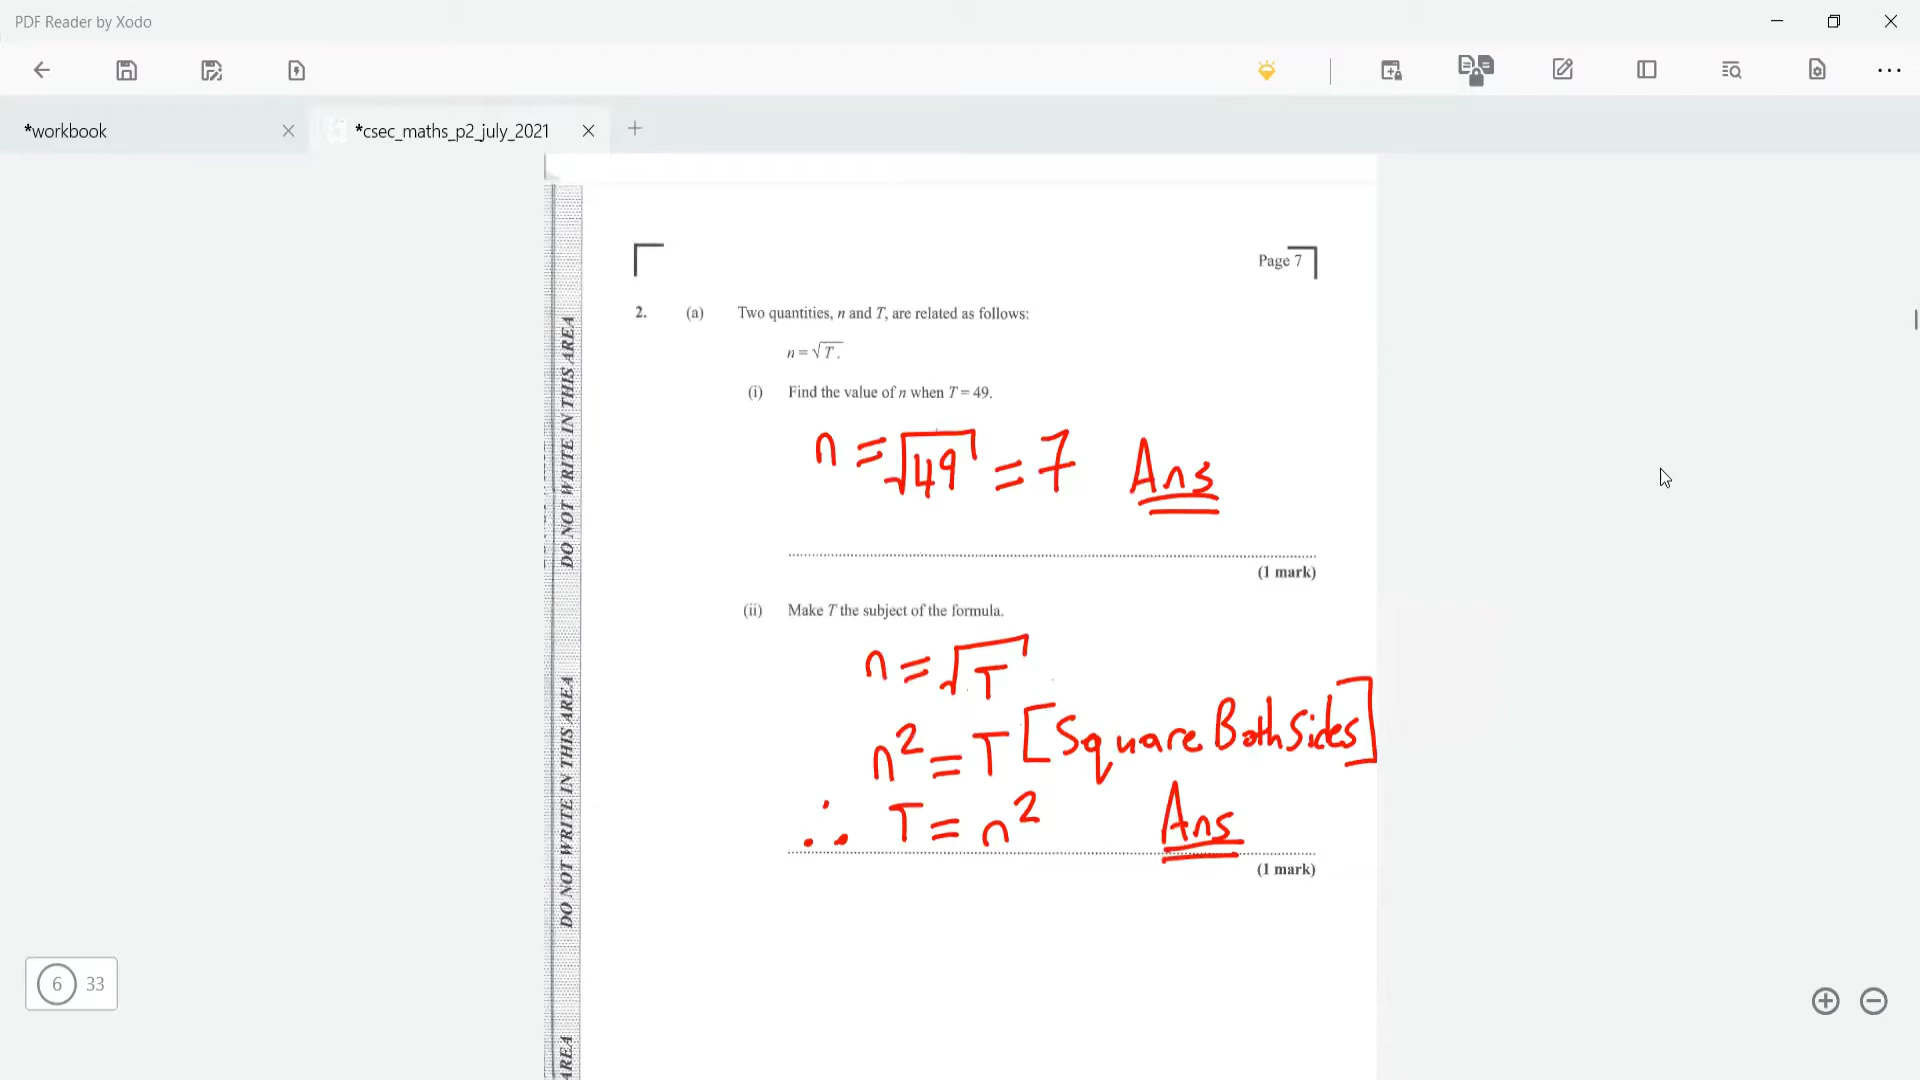 PDF Reader by Xodo
*workbook
*csec_maths_p2_july_2021
Page 7
2. (a) Two quantities, n and T, are related as follows:
n = √T.
(i) Find the value of n when T = 49.
n = √49 = 7 Ans
(1 mark)
(ii) Make T the subject of the formula.
n = √T
n² = T [Square Both Sides]
∴ T = n² Ans
(1 mark)
DO NOT WRITE IN THIS AREA
DO NOT WRITE IN THIS AREA
AREA
6 33